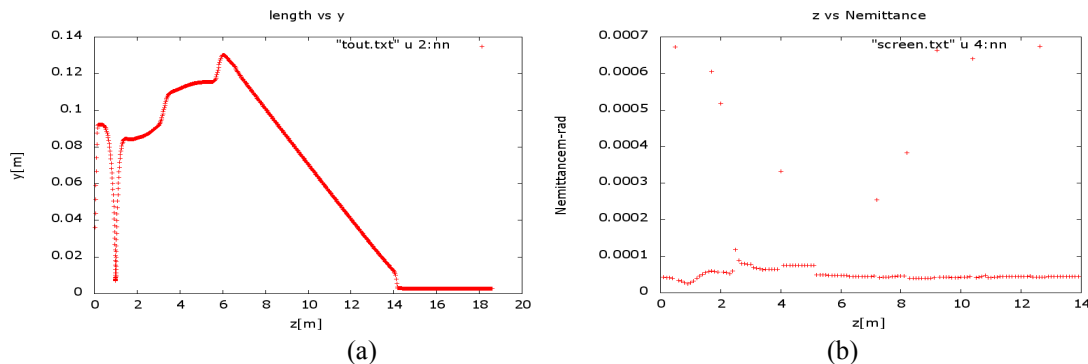 length vs y
"tout.txt" u 2:nn
y[m]
0.14
0.12
0.1
0.08
0.06
0.04
0.02
0
0 2 4 6 8 10 12 14 16 18 20
z[m]
(a)
z vs Nemittance
"screen.txt" u 4:nn
Nemittancem-rad
0.0007
0.0006
0.0005
0.0004
0.0003
0.0002
0.0001
0
0 2 4 6 8 10 12 14
z[m]
(b)